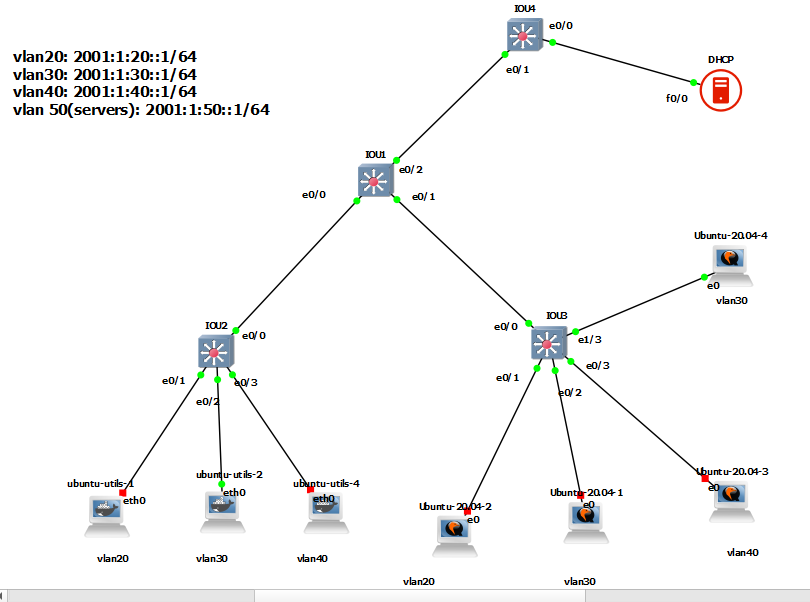 IOU4
e0/0
e0/1
DHCP
f0/0
vlan20: 2001:1:20::1/64
vlan30: 2001:1:30::1/64
vlan40: 2001:1:40::1/64
vlan 50(servers): 2001:1:50::1/64
IOU1
e0/2
e0/0
e0/1
Ubuntu-20.04-4
e0
vlan30
IOU2
e0/0
e0/1
e0/2
e0/3
IOU3
e0/0
e1/3
e0/1
e0/2
e0/3
ubuntu-utils-1
eth0
vlan20
ubuntu-utils-2
eth0
vlan30
ubuntu-utils-4
eth0
vlan40
Ubuntu-20.04-2
e0
vlan20
Ubuntu-20.04-1
e0
vlan30
Ubuntu-20.04-3
e0
vlan40